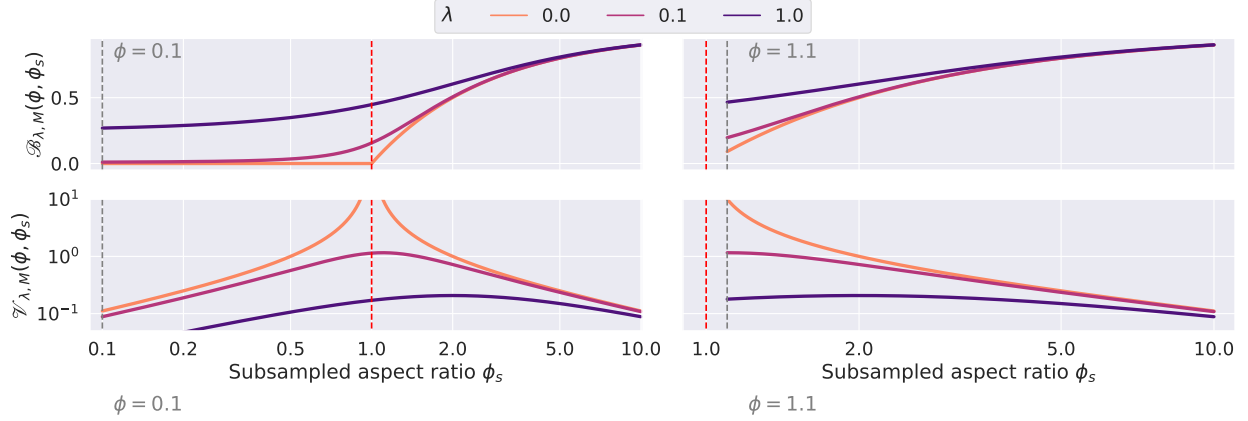 λ 0.0 0.1 1.0
ϕ = 0.1
ϕ = 1.1
ℬλ, M(ϕ, ϕs)
0.5
0.0
𝒱λ, M(ϕ, ϕs)
10¹
10⁰
10⁻¹
0.1 0.2 0.5 1.0 2.0 5.0 10.0
1.0 2.0 5.0 10.0
Subsampled aspect ratio ϕs
Subsampled aspect ratio ϕs
ϕ = 0.1
ϕ = 1.1